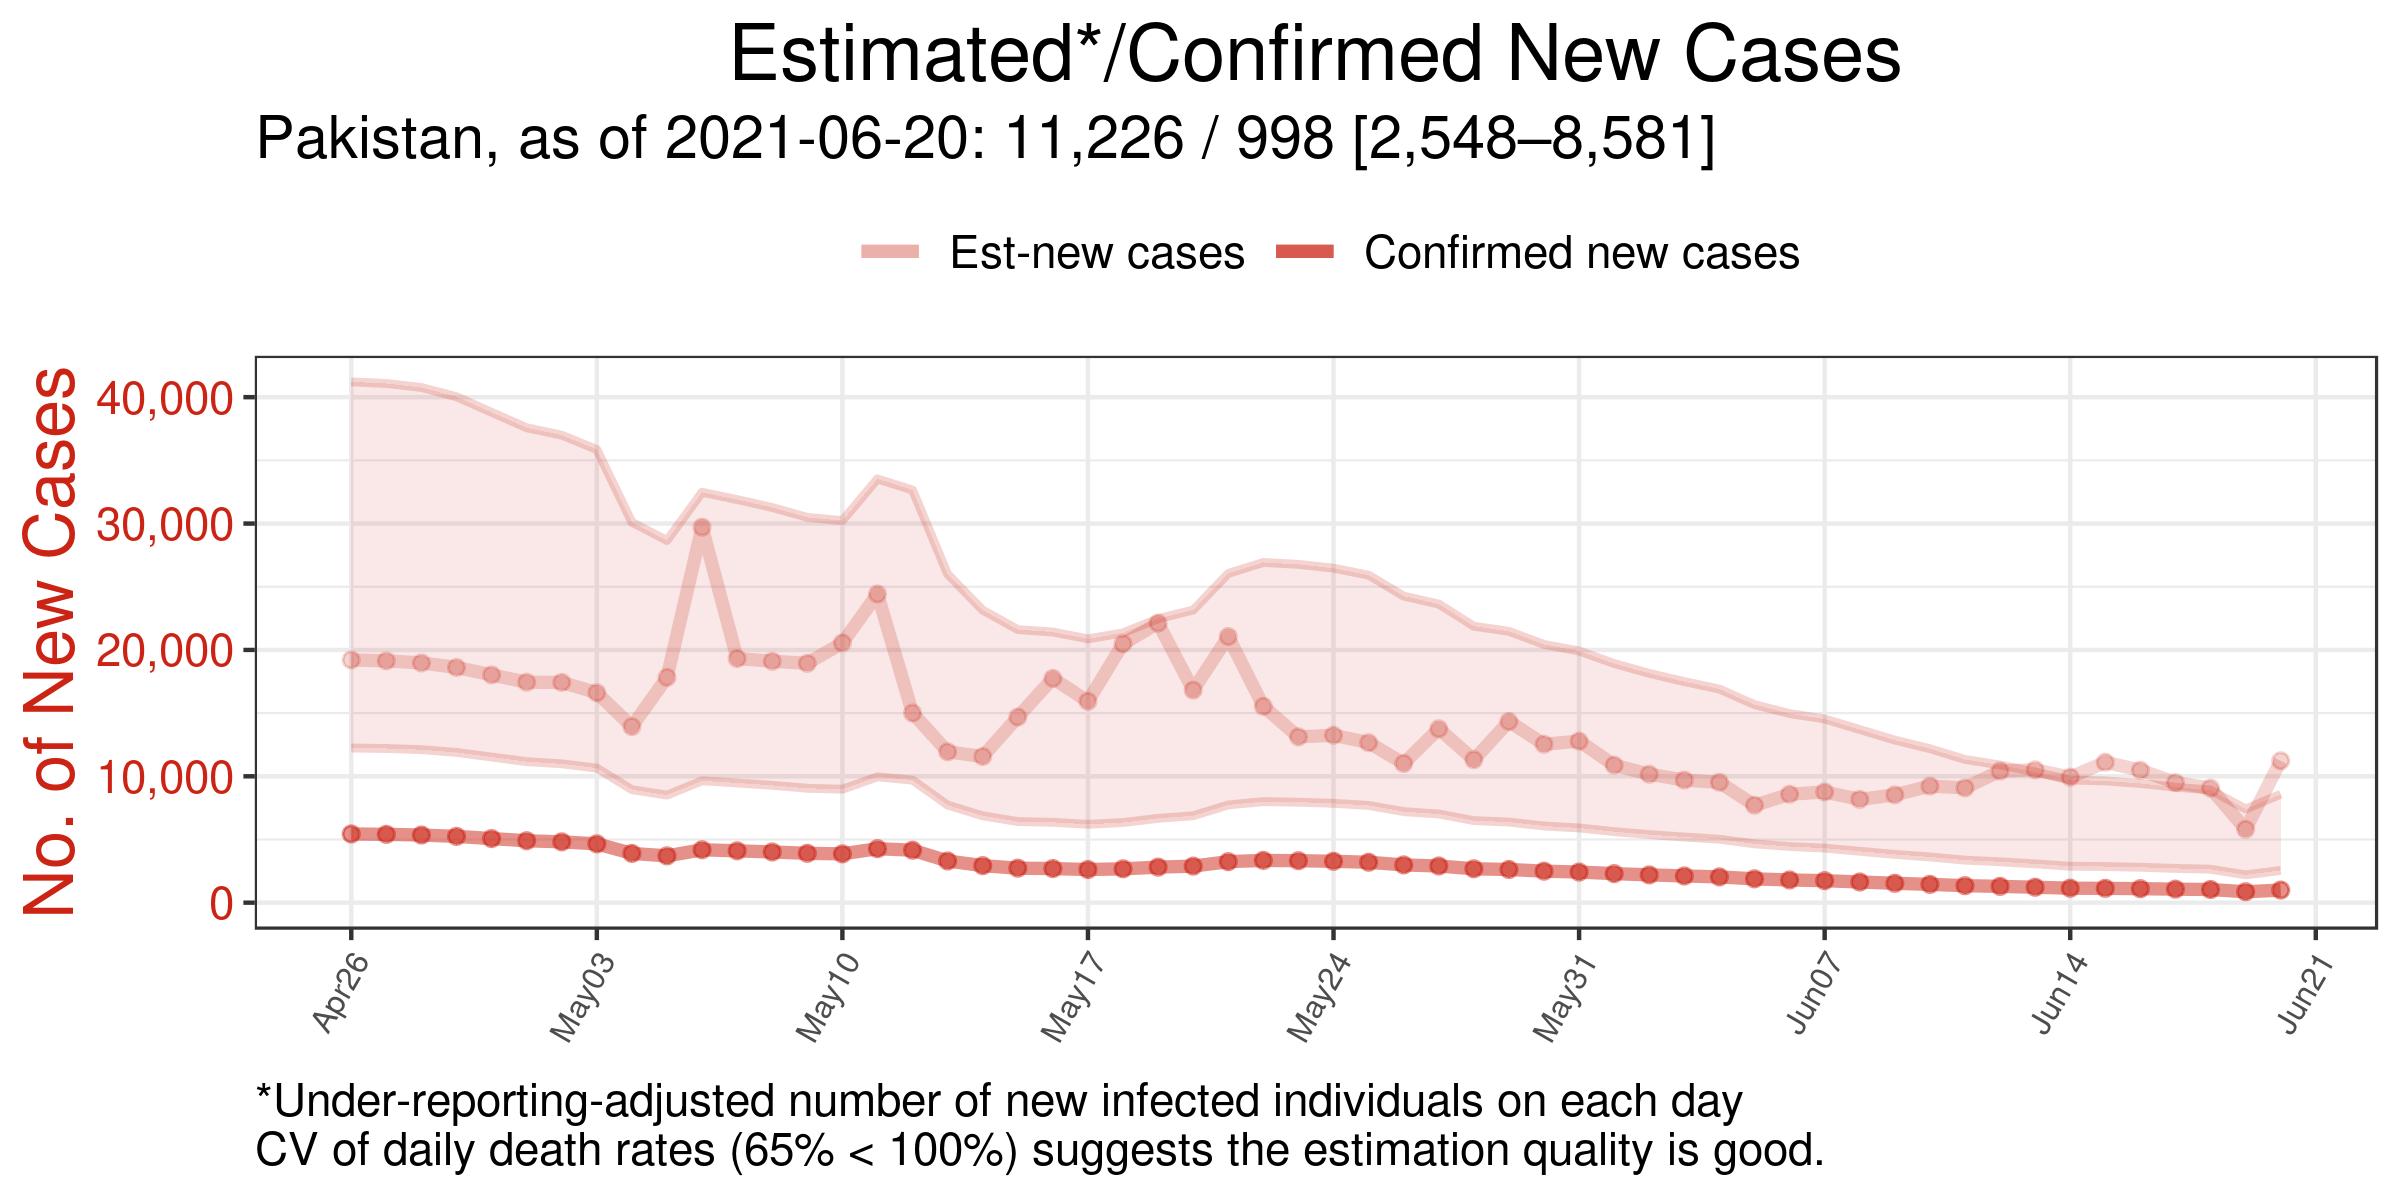 Estimated*/Confirmed New Cases
Pakistan, as of 2021-06-20: 11,226 / 998 [2,548–8,581]
Est-new cases
Confirmed new cases
No. of New Cases
40,000
30,000
20,000
10,000
0
Apr26
May03
May10
May17
May24
May31
Jun07
Jun14
Jun21
*Under-reporting-adjusted number of new infected individuals on each day
CV of daily death rates (65% < 100%) suggests the estimation quality is good.